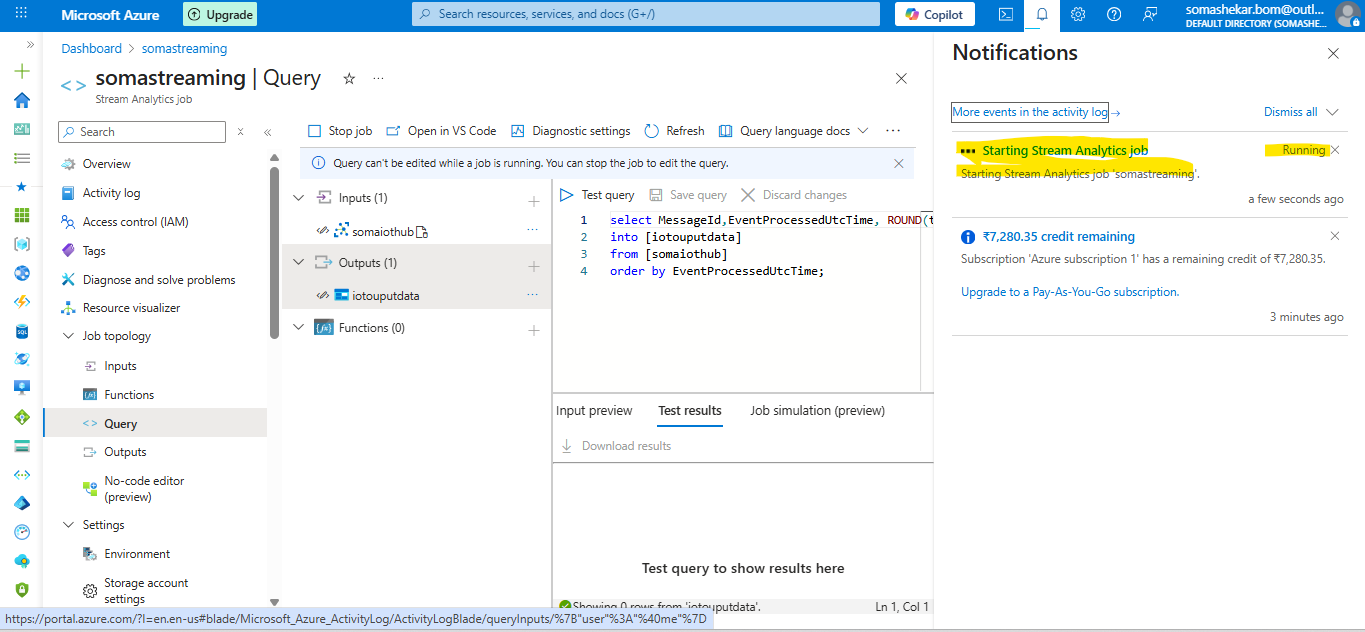 Microsoft Azure
Upgrade
Search resources, services, and docs (G+/)
Copilot
somashekar.bom@outl...
DEFAULT DIRECTORY (SOMASHE...
Dashboard > somastreaming
somastreaming | Query
Stream Analytics job
Search
Overview
Activity log
Access control (IAM)
Tags
Diagnose and solve problems
Resource visualizer
Job topology
Inputs
Functions
Query
Outputs
No-code editor
(preview)
Settings
Environment
Storage account
settings
Stop job
Open in VS Code
Diagnostic settings
Refresh
Query language docs
Query can't be edited while a job is running. You can stop the job to edit the query.
Inputs (1)
somaiothub
Outputs (1)
iotouputdata
Functions (0)
Test query
Save query
Discard changes
1 select MessageId,EventProcessedUtcTime, ROUND(t
2 into [iotouputdata]
3 from [somaiothub]
4 order by EventProcessedUtcTime;
Input preview
Test results
Job simulation (preview)
Download results
Test query to show results here
Showing 0 rows from 'iotouputdata'.
Ln 1, Col 1
Notifications
More events in the activity log →
Dismiss all
Starting Stream Analytics job
Running
Starting Stream Analytics job 'somastreaming'.
a few seconds ago
₹7,280.35 credit remaining
Subscription 'Azure subscription 1' has a remaining credit of ₹7,280.35.
Upgrade to a Pay-As-You-Go subscription.
3 minutes ago
https://portal.azure.com/?l=en.en-us#blade/Microsoft_Azure_ActivityLog/ActivityLogBlade/queryInputs/%7B"user"%3A"%40me"%7D